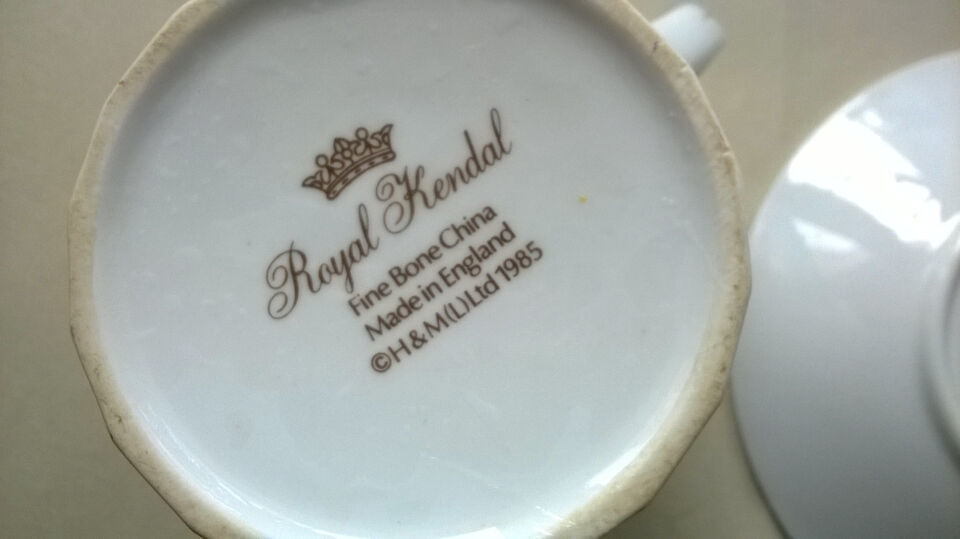 Royal Kendal
Fine Bone China
Made in England
©H & M(L) Ltd 1985